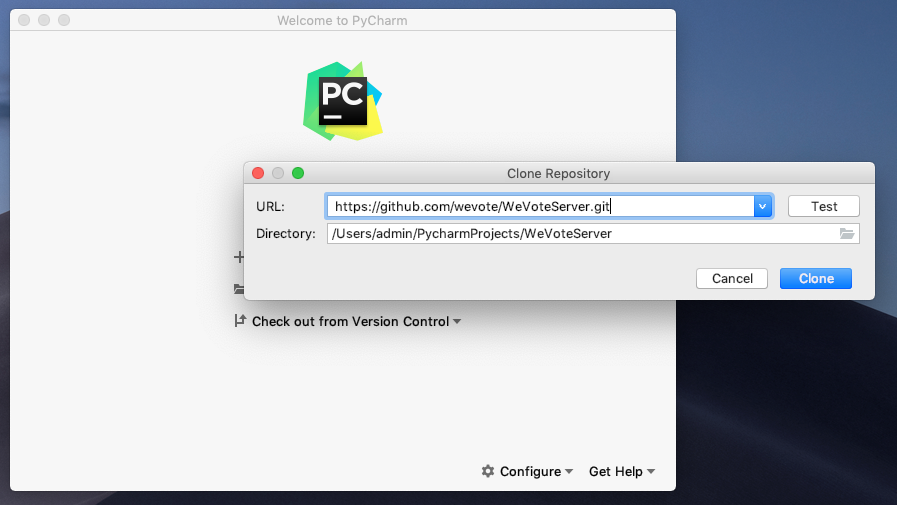 Welcome to PyCharm
PC
Clone Repository
URL: https://github.com/wevote/WeVoteServer.git Test
Directory: /Users/admin/PycharmProjects/WeVoteServer
Cancel Clone
Check out from Version Control
Configure Get Help